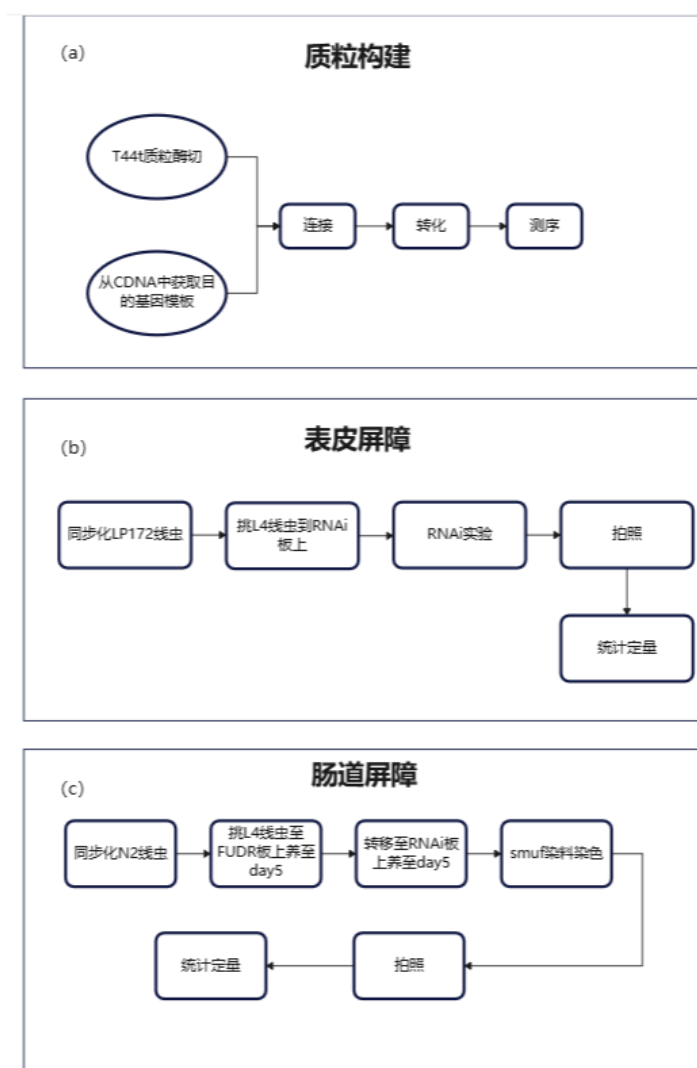 (a)
质粒构建
T44t质粒酶切
从CDNA中获取目
的基因模板
连接
转化
测序
(b)
表皮屏障
同步化LP172线虫
挑L4线虫到RNAi
板上
RNAi实验
拍照
统计定量
(c)
肠道屏障
同步化N2线虫
挑L4线虫至
FUDR板上养至
day5
转移至RNAi板
上养至day5
smuf染料染色
拍照
统计定量